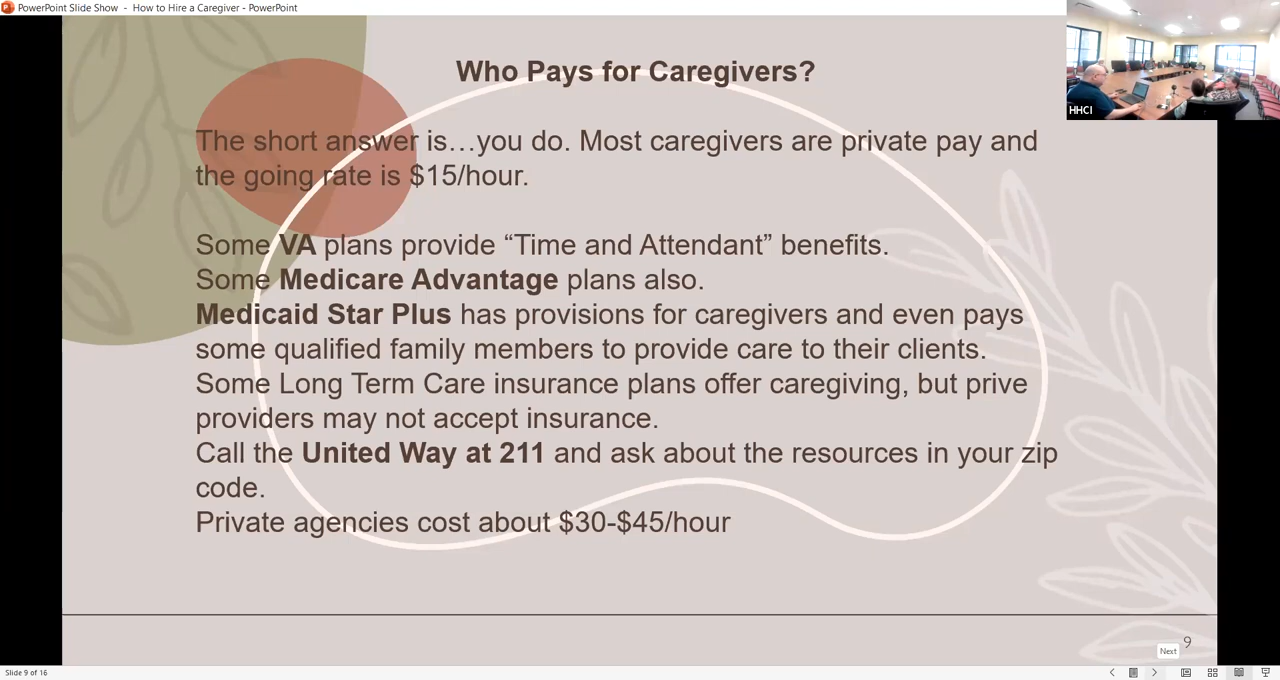 PowerPoint Slide Show - How to Hire a Caregiver - PowerPoint
HHCI
Who Pays for Caregivers?
The short answer is…you do. Most caregivers are private pay and
the going rate is $15/hour.
Some VA plans provide “Time and Attendant” benefits.
Some Medicare Advantage plans also.
Medicaid Star Plus has provisions for caregivers and even pays
some qualified family members to provide care to their clients.
Some Long Term Care insurance plans offer caregiving, but prive
providers may not accept insurance.
Call the United Way at 211 and ask about the resources in your zip
code.
Private agencies cost about $30-$45/hour
9
Next
Slide 9 of 16